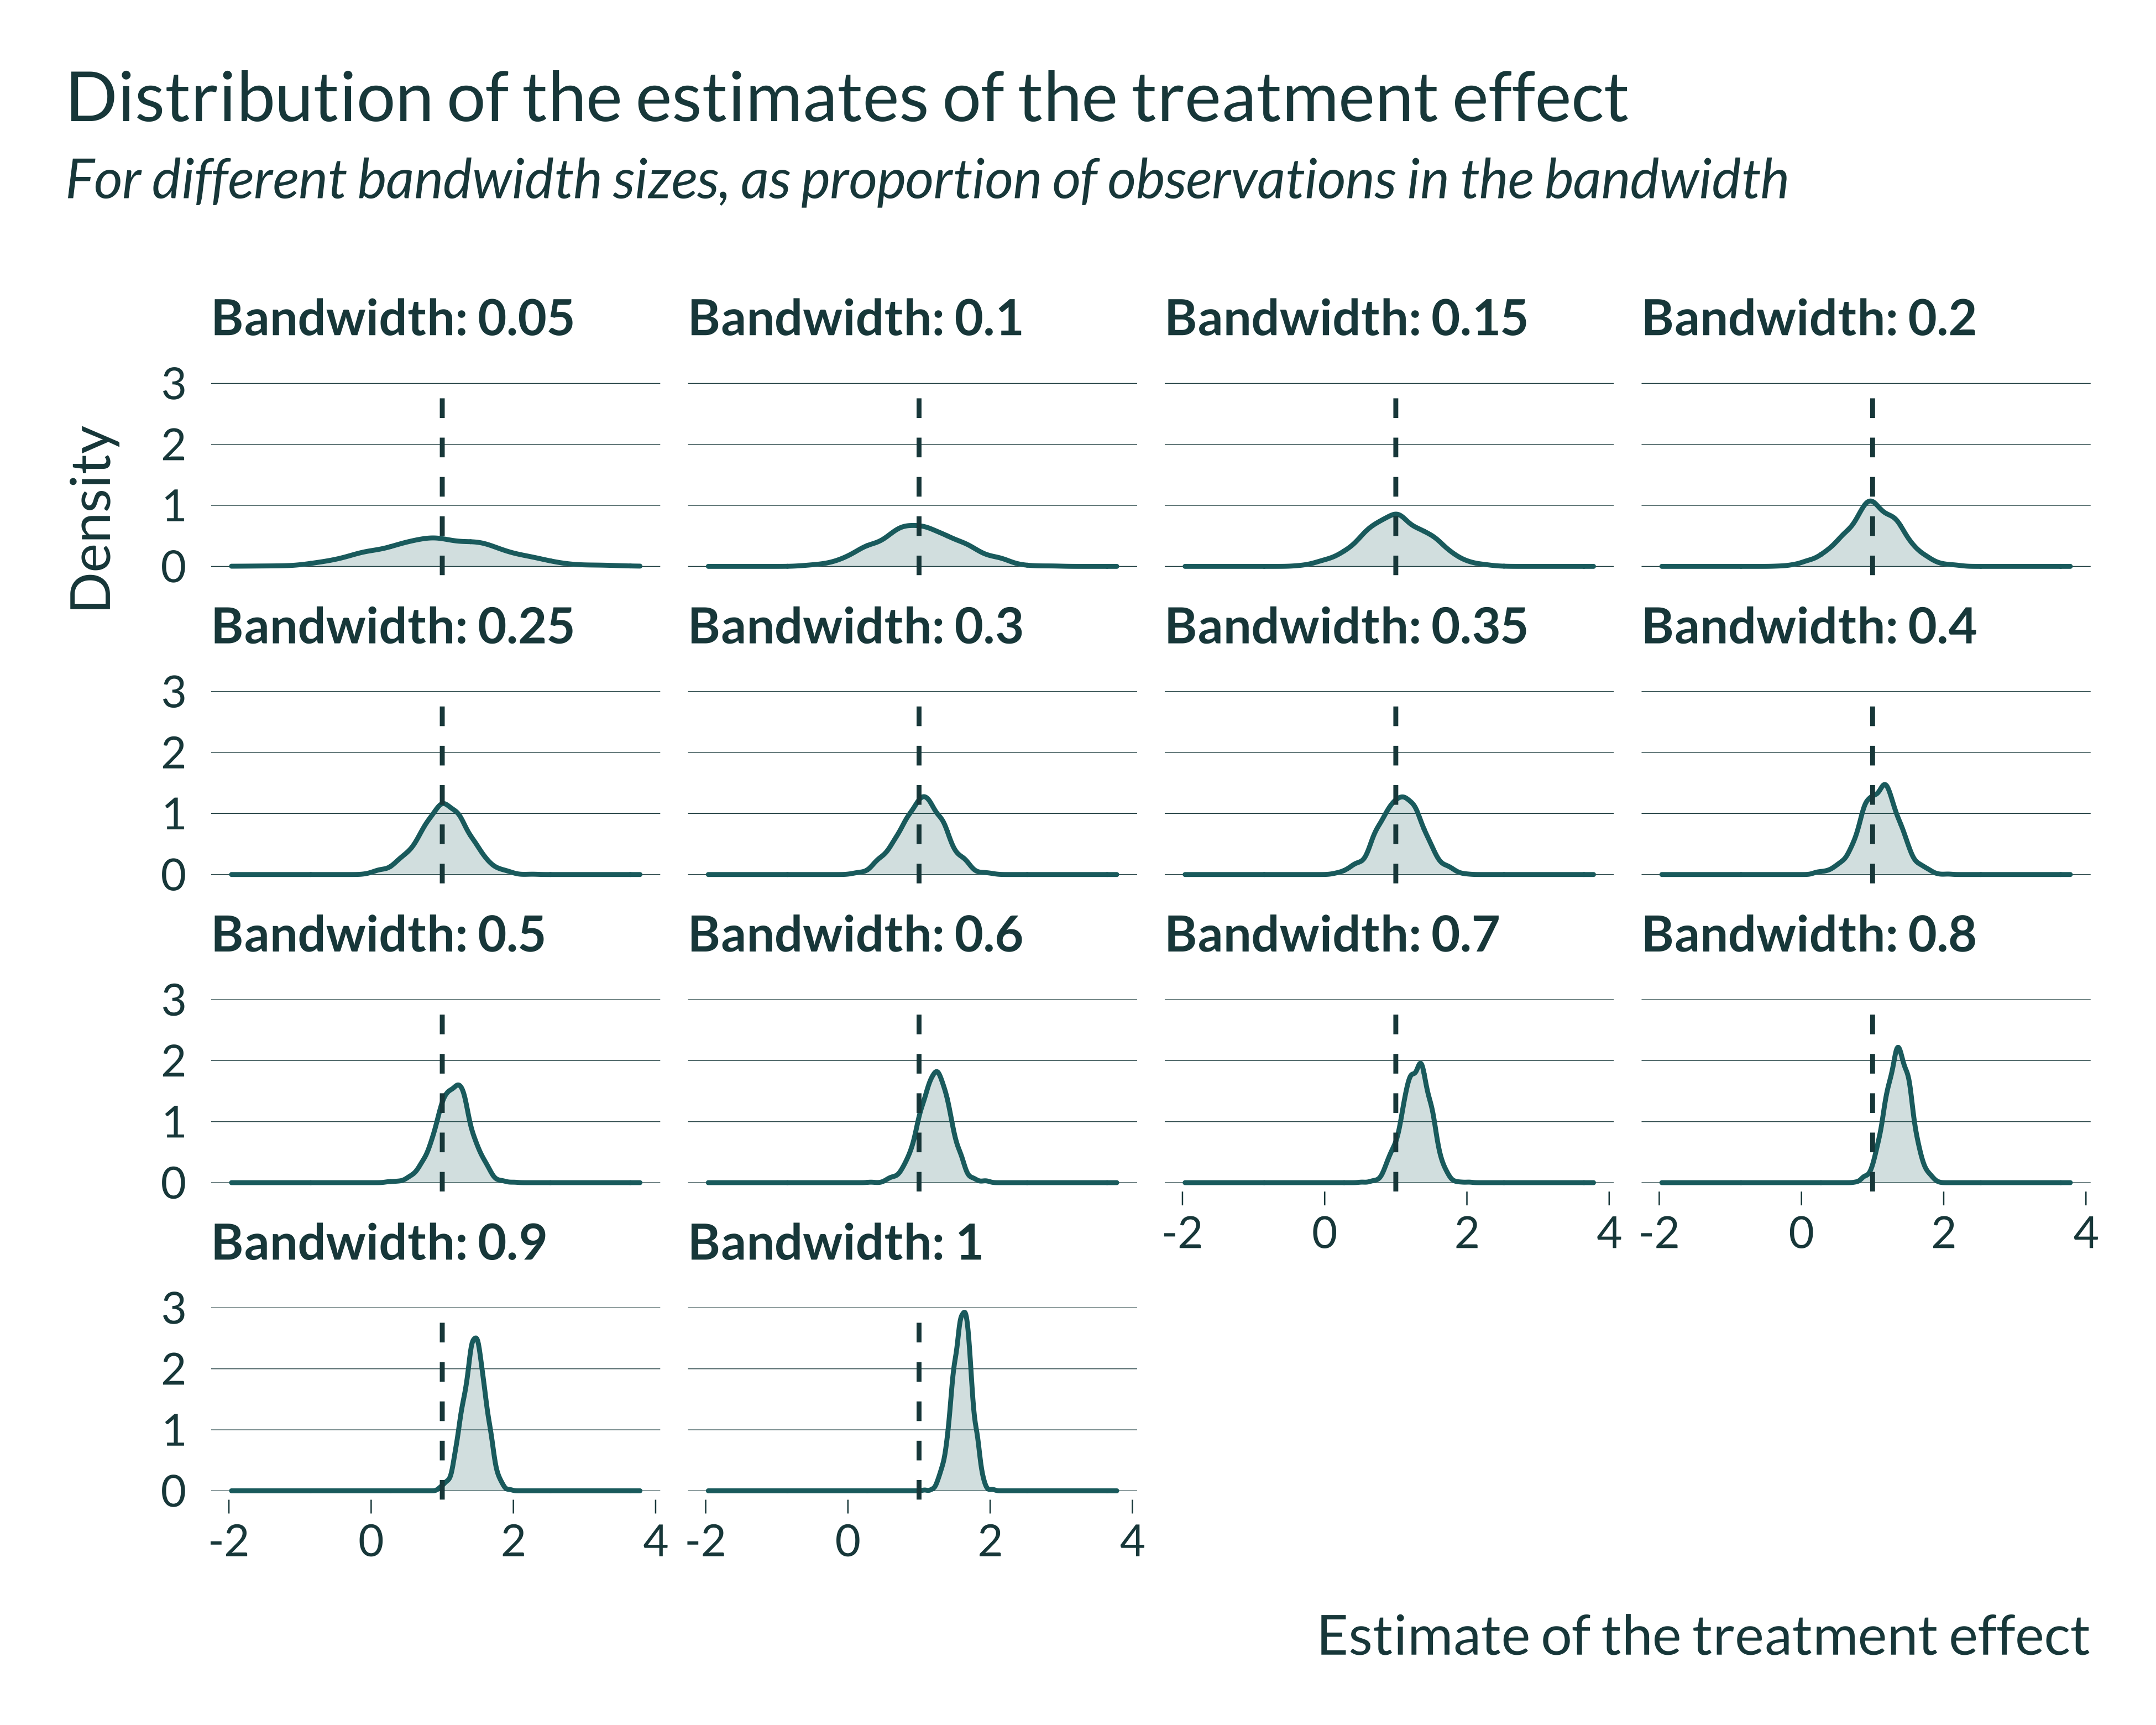 Distribution of the estimates of the treatment effect
For different bandwidth sizes, as proportion of observations in the bandwidth
Bandwidth: 0.05 Bandwidth: 0.1 Bandwidth: 0.15 Bandwidth: 0.2
3
2
1
0
Density
Bandwidth: 0.25 Bandwidth: 0.3 Bandwidth: 0.35 Bandwidth: 0.4
3
2
1
0
Bandwidth: 0.5 Bandwidth: 0.6 Bandwidth: 0.7 Bandwidth: 0.8
3
2
1
0
-2 0 2 4 -2 0 2 4
Bandwidth: 0.9 Bandwidth: 1
3
2
1
0
-2 0 2 4 -2 0 2 4
Estimate of the treatment effect